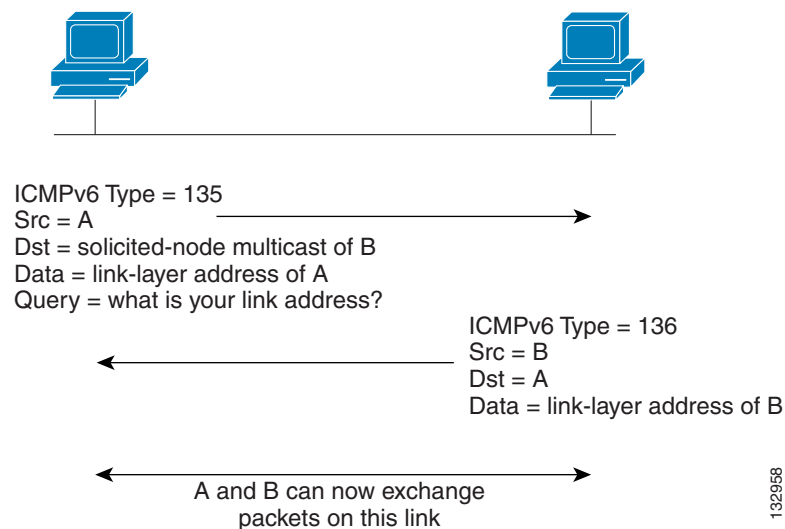 ICMPv6 Type = 135
Src = A
Dst = solicited-node multicast of B
Data = link-layer address of A
Query = what is your link address?
ICMPv6 Type = 136
Src = B
Dst = A
Data = link-layer address of B
A and B can now exchange
packets on this link
132958